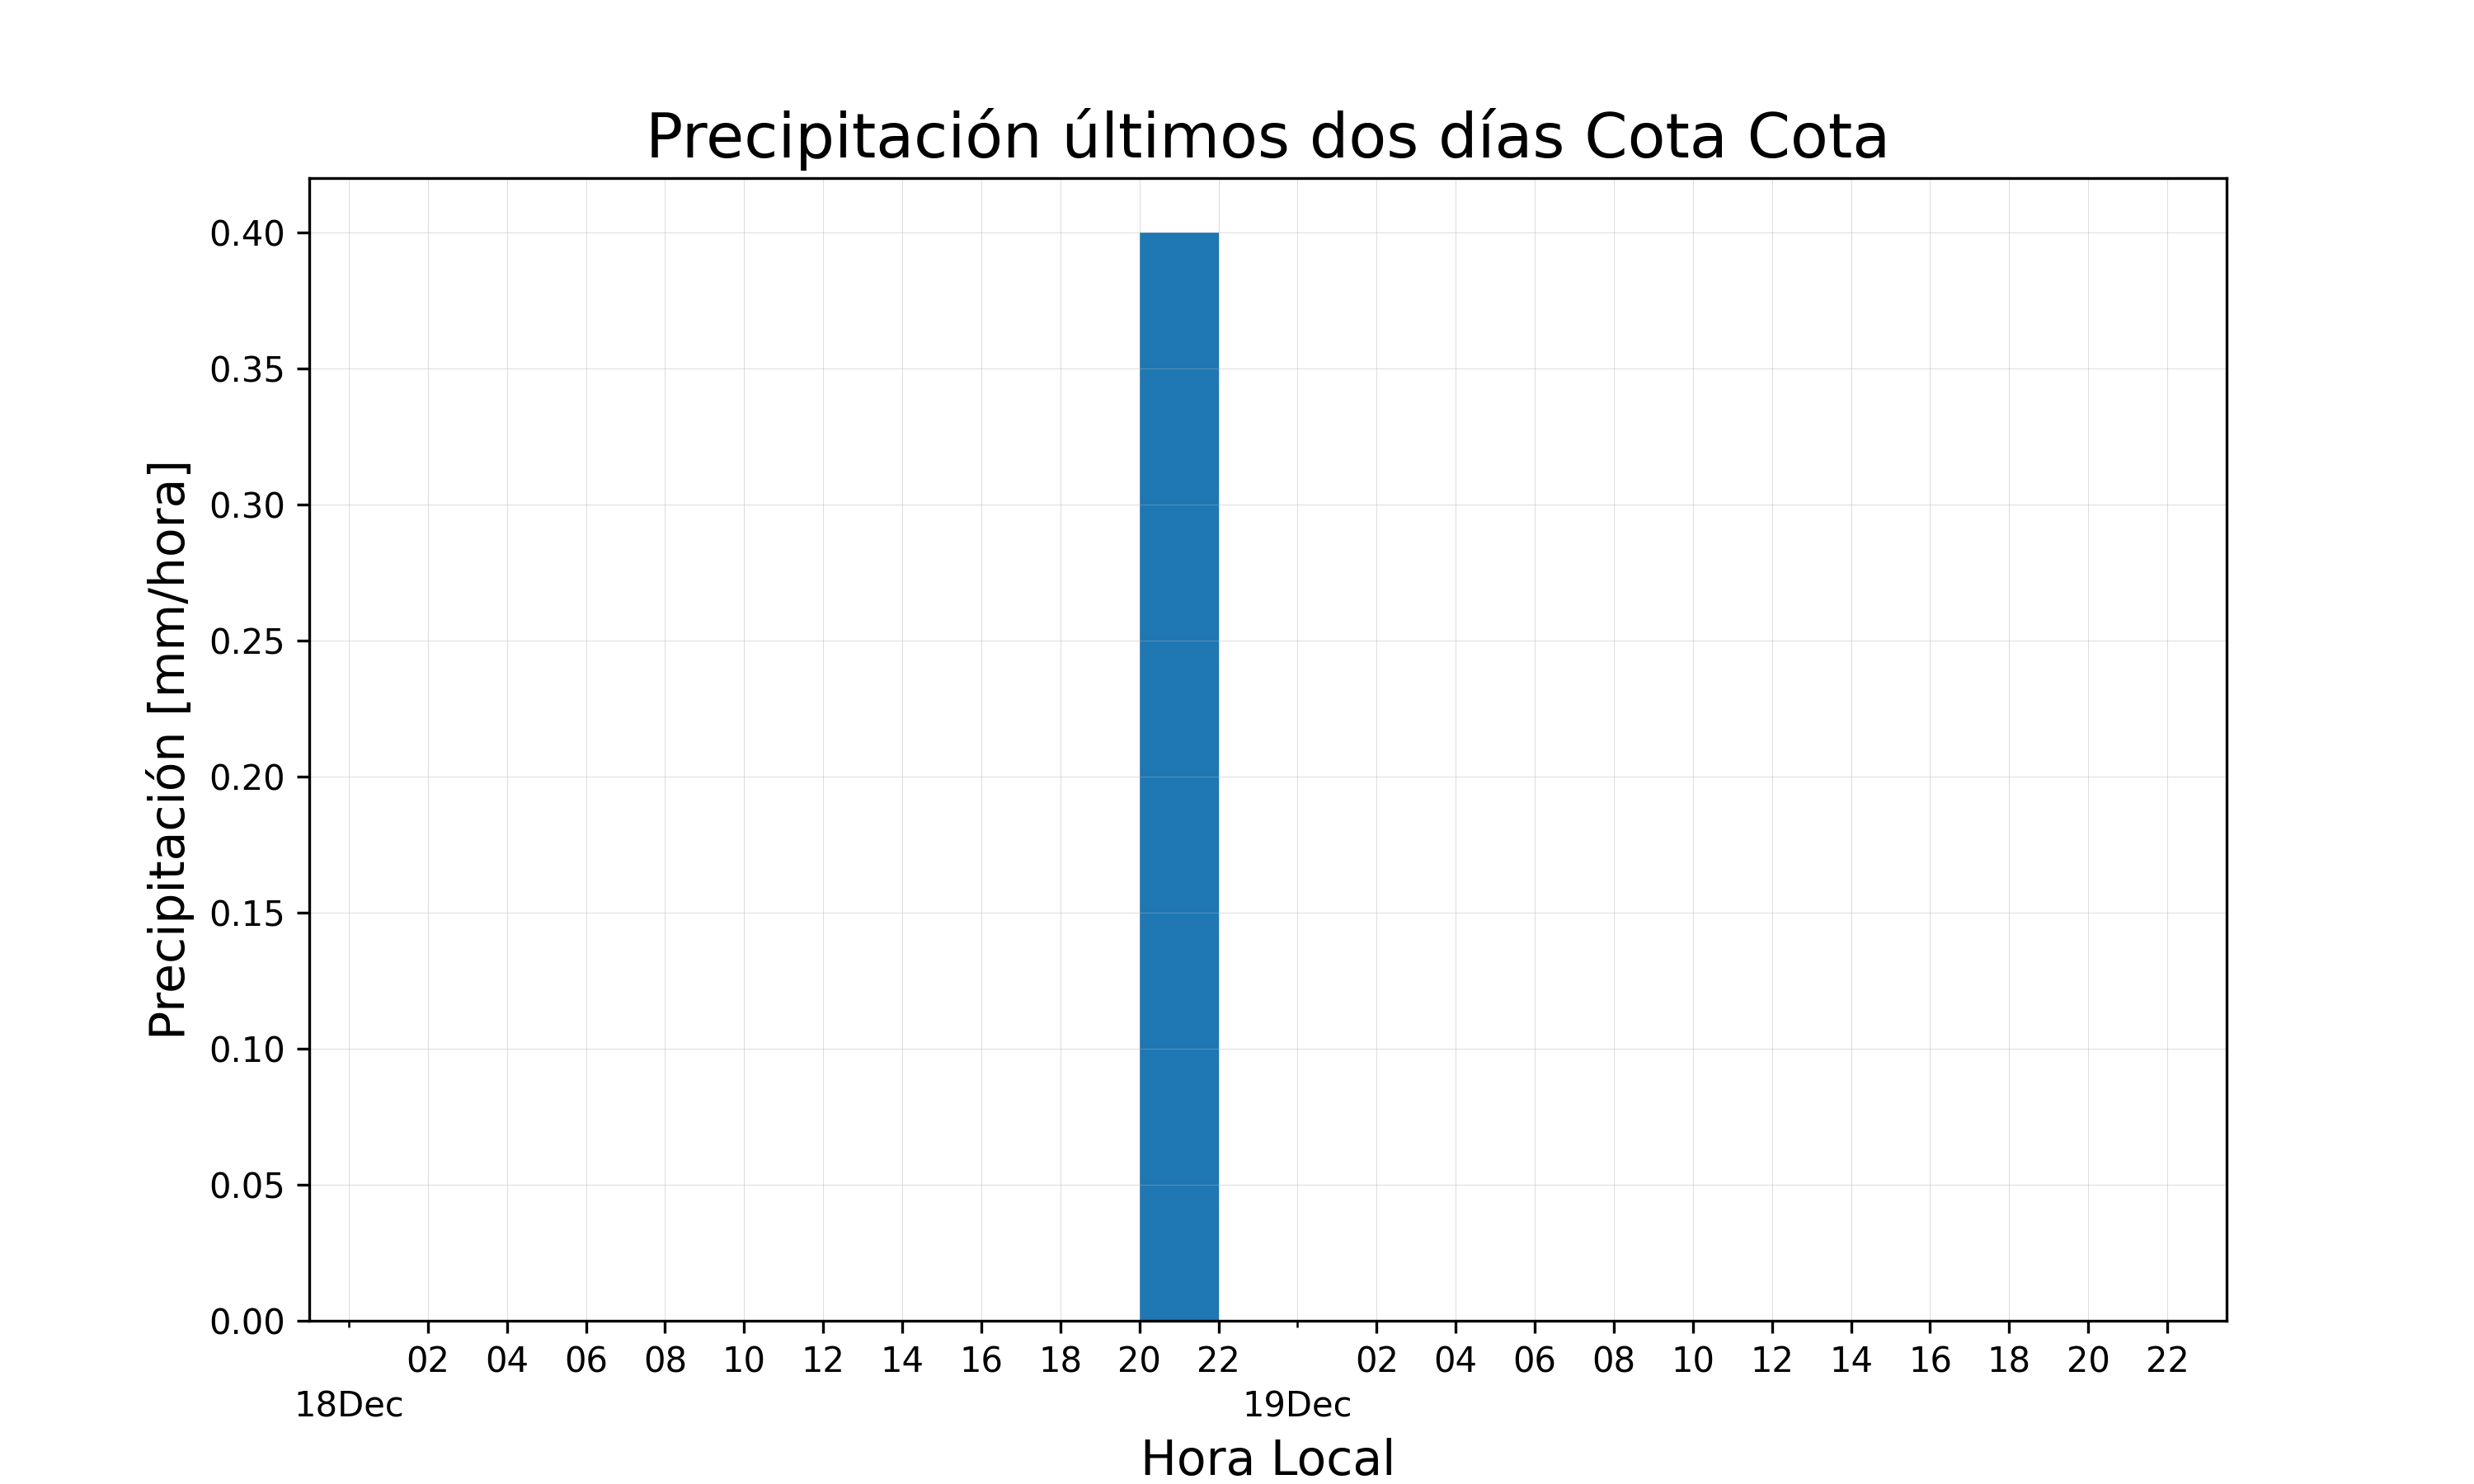 Precipitación últimos dos días Cota Cota
Precipitación [mm/hora]
0.40
0.35
0.30
0.25
0.20
0.15
0.10
0.05
0.00
02 04 06 08 10 12 14 16 18 20 22 02 04 06 08 10 12 14 16 18 20 22
18Dec 19Dec
Hora Local